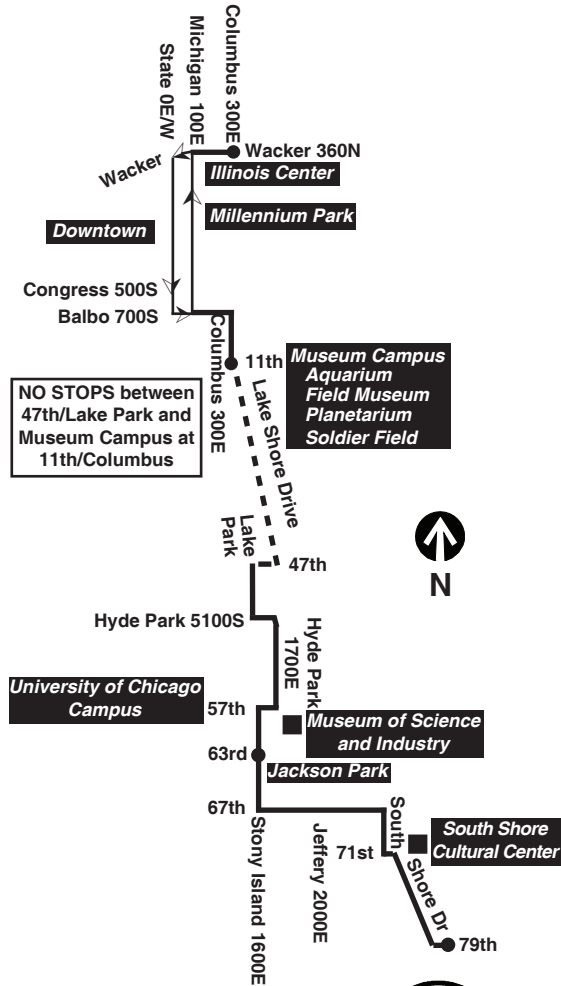 Columbus 300E
Michigan 100E
State 0E/W
Wacker
Wacker 360N
Illinois Center
Millennium Park
Downtown
Congress 500S
Balbo 700S
Columbus 300E
11th
Museum Campus
Aquarium
Field Museum
Planetarium
Soldier Field
NO STOPS between
47th/Lake Park and
Museum Campus at
11th/Columbus
Lake Shore Drive
Lake
Park
47th
N
Hyde Park 5100S
Hyde Park
1700E
University of Chicago
Campus
57th
Museum of Science
and Industry
63rd
Jackson Park
67th
Stony Island 1600E
Jeffery 2000E
South
Shore Dr
71st
South Shore
Cultural Center
79th